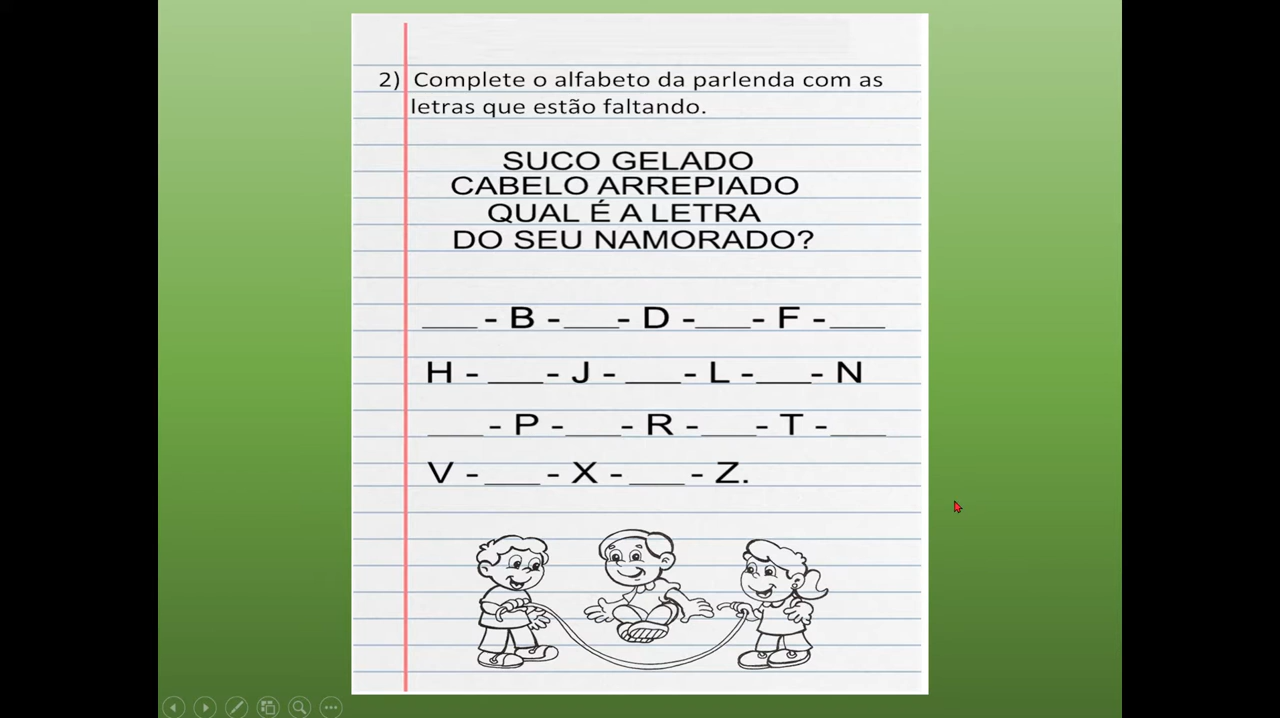 2) Complete o alfabeto da parlenda com as
letras que estão faltando.
SUCO GELADO
CABELO ARREPIADO
QUAL É A LETRA
DO SEU NAMORADO?
___ - B - ___ - D - ___ - F - ___
H - ___ - J - ___ - L - ___ - N
___ - P - ___ - R - ___ - T - ___
V - ___ - X - ___ - Z.